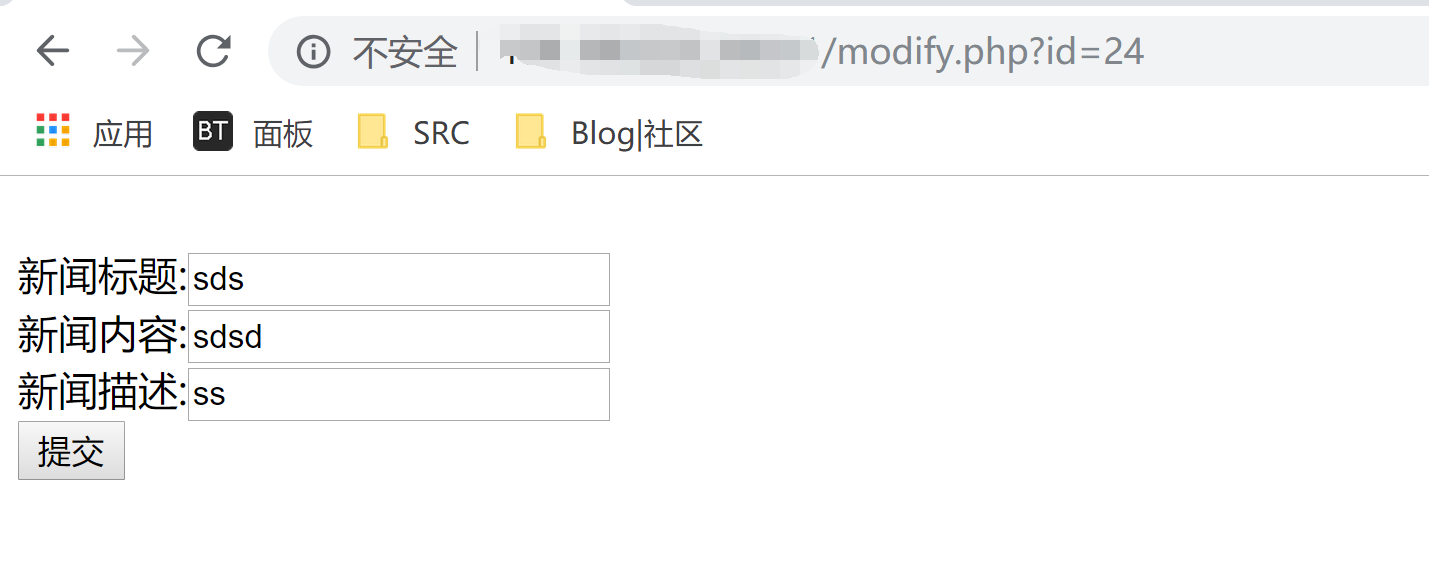 不安全 /modify.php?id=24
应用 BT 面板 SRC Blog|社区
新闻标题:sds
新闻内容:sdsd
新闻描述:ss
提交